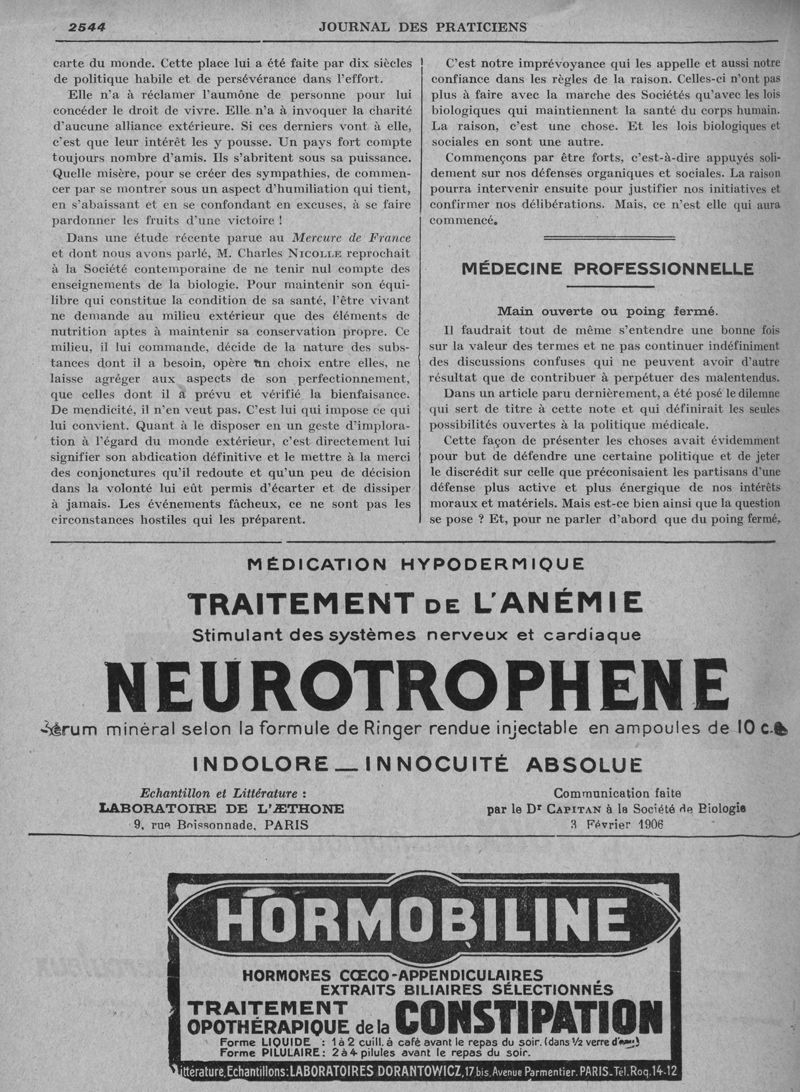 2544
JOURNAL DES PRATICIENS
carte du monde. Cette place lui a été faite par dix siècles
de politique habile et de persévérance dans l'effort.
Elle n'a à réclamer l'aumône de personne pour lui
concéder le droit de vivre. Elle n'a à invoquer la charité
d'aucune alliance extérieure. Si ces derniers vont à elle,
c'est que leur intérêt les y pousse. Un pays fort compte
toujours nombre d'amis. Ils s'abritent sous sa puissance.
Quelle misère, pour se créer des sympathies, de commen-
cer par se montrer sous un aspect d'humiliation qui tient,
en s'abaissant et en se confondant en excuses, à se faire
pardonner les fruits d'une victoire !
Dans une étude récente parue au Mercure de France
et dont nous avons parlé, M. Charles NICOLLE reprochait
à la Société contemporaine de ne tenir nul compte des
enseignements de la biologie. Pour maintenir son équi-
libre qui constitue la condition de sa santé, l'être vivant
ne demande au milieu extérieur que des éléments de
nutrition aptes à maintenir sa conservation propre. Ce
milieu, il lui commande, décide de la nature des subs-
tances dont il a besoin, opère un choix entre elles, ne
laisse agréger aux aspects de son perfectionnement,
que celles dont il a prévu et vérifié la bienfaisance.
De mendicité, il n'en veut pas. C'est lui qui impose ce qui
lui convient. Quant à le disposer en un geste d'implora-
tion à l'égard du monde extérieur, c'est directement lui
signifier son abdication définitive et le mettre à la merci
des conjonctures qu'il redoute et qu'un peu de décision
dans la volonté lui eût permis d'écarter et de dissiper
à jamais. Les événements fâcheux, ce ne sont pas les
circonstances hostiles qui les préparent.
C'est notre imprévoyance qui les appelle et aussi notre
confiance dans les règles de la raison. Celles-ci n'ont pas
plus à faire avec la marche des Sociétés qu'avec les lois
biologiques qui maintiennent la santé du corps humain.
La raison, c'est une chose. Et les lois biologiques et
sociales en sont une autre.
Commençons par être forts, c'est-à-dire appuyés soli-
dement sur nos défenses organiques et sociales. La raison
pourra intervenir ensuite pour justifier nos initiatives et
confirmer nos délibérations. Mais, ce n'est elle qui aura
commencé.
MÉDECINE PROFESSIONNELLE
Main ouverte ou poing fermé.
Il faudrait tout de même s'entendre une bonne fois
sur la valeur des termes et ne pas continuer indéfiniment
des discussions confuses qui ne peuvent avoir d'autre
résultat que de contribuer à perpétuer des malentendus.
Dans un article paru dernièrement, a été posé le dilemne
qui sert de titre à cette note et qui définirait les seules
possibilités ouvertes à la politique médicale.
Cette façon de présenter les choses avait évidemment
pour but de défendre une certaine politique et de jeter
le discrédit sur celle que préconisaient les partisans d'une
défense plus active et plus énergique de nos intérêts
moraux et matériels. Mais est-ce bien ainsi que la question
se pose ? Et, pour ne parler d'abord que du poing fermé,
MÉDICATION HYPODERMIQUE
TRAITEMENT DE L'ANÉMIE
Stimulant des systèmes nerveux et cardiaque
NEUROTROPHENE
Sérum minéral selon la formule de Ringer rendue injectable en ampoules de 10 c.c.
INDOLORE — INNOCUITÉ ABSOLUE
Echantillon et Littérature :
LABORATOIRE DE L'ÆTHONE
9, rue Boissonnade, PARIS
Communication faite
par le Dr CAPITAN à la Société de Biologie
3 Février 1906
HORMOBILINE
HORMONES CŒCO-APPENDICULAIRES
EXTRAITS BILIAIRES SÉLECTIONNÉS
TRAITEMENT
OPOTHÉRAPIQUE de la CONSTIPATION
Forme LIQUIDE : 1 à 2 cuill. à café avant le repas du soir. (dans 1/2 verre d'eau)
Forme PILULAIRE: 2 à 4 pilules avant le repas du soir.
Littérature, Echantillons: LABORATOIRES DORANTOWICZ, 17 bis, Avenue Parmentier. PARIS_Tél. Roq. 14-12